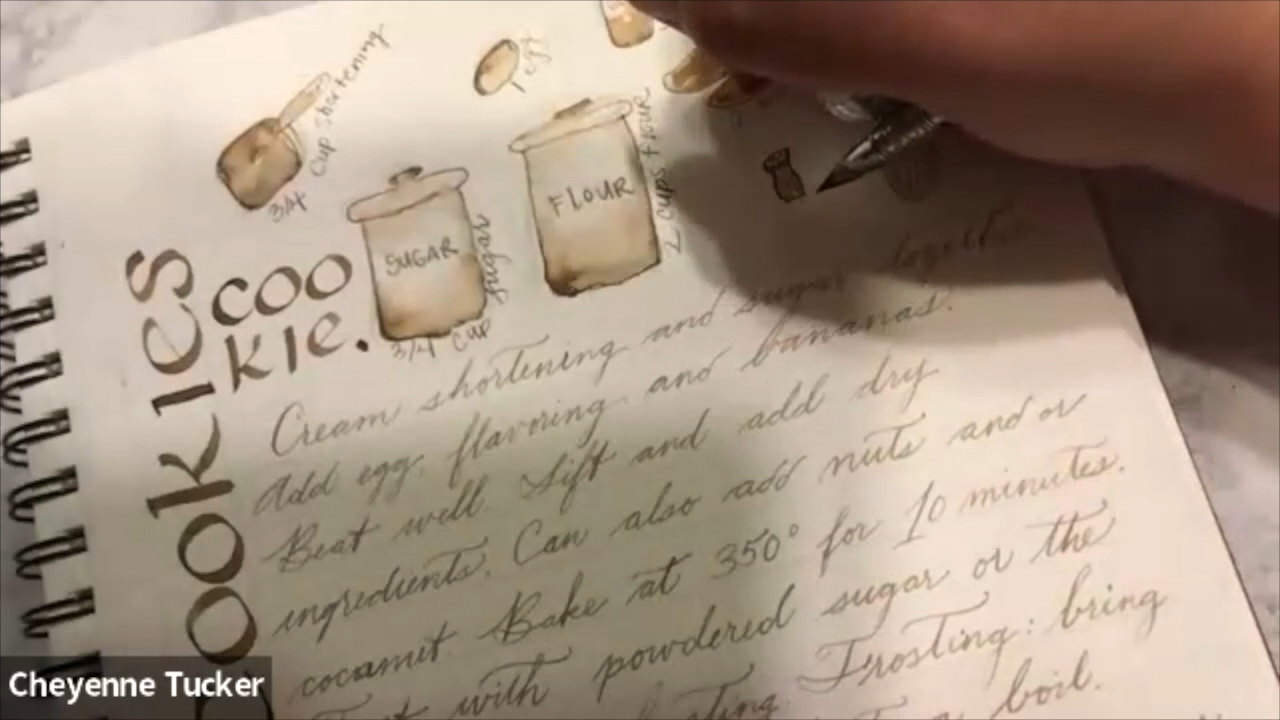 3/4 cup shortening
1 egg
SUGAR
3/4 cup sugar
FLOUR
2 cups flour
COOKIES
COO
KIE.
Cream shortening and sugar together
Add egg, flavoring and bananas.
Beat well. Sift and add dry
ingredients. Can also add nuts and or
coconut. Bake at 350° for 10 minutes.
with powdered sugar or the
Frosting: bring
boil.
Cheyenne Tucker